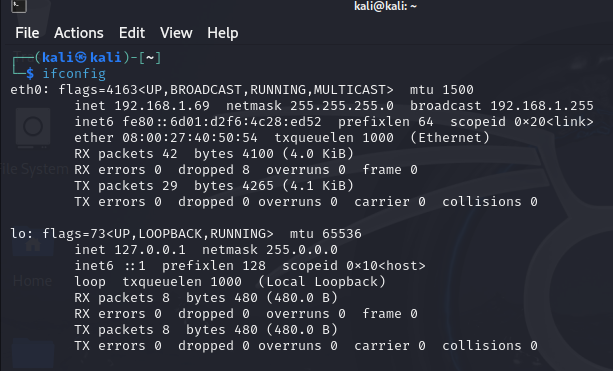 kali@kali: ~
File Actions Edit View Help
┌──(kali㉿kali)-[~]
└─$ ifconfig
eth0: flags=4163<UP,BROADCAST,RUNNING,MULTICAST>  mtu 1500
        inet 192.168.1.69  netmask 255.255.255.0  broadcast 192.168.1.255
        inet6 fe80::6d01:d2f6:4c28:ed52  prefixlen 64  scopeid 0×20<link>
        ether 08:00:27:40:50:54  txqueuelen 1000  (Ethernet)
        RX packets 42  bytes 4100 (4.0 KiB)
        RX errors 0  dropped 8  overruns 0  frame 0
        TX packets 29  bytes 4265 (4.1 KiB)
        TX errors 0  dropped 0 overruns 0  carrier 0  collisions 0
lo: flags=73<UP,LOOPBACK,RUNNING>  mtu 65536
        inet 127.0.0.1  netmask 255.0.0.0
        inet6 ::1  prefixlen 128  scopeid 0×10<host>
        loop  txqueuelen 1000  (Local Loopback)
        RX packets 8  bytes 480 (480.0 B)
        RX errors 0  dropped 0  overruns 0  frame 0
        TX packets 8  bytes 480 (480.0 B)
        TX errors 0  dropped 0 overruns 0  carrier 0  collisions 0
File System
Home